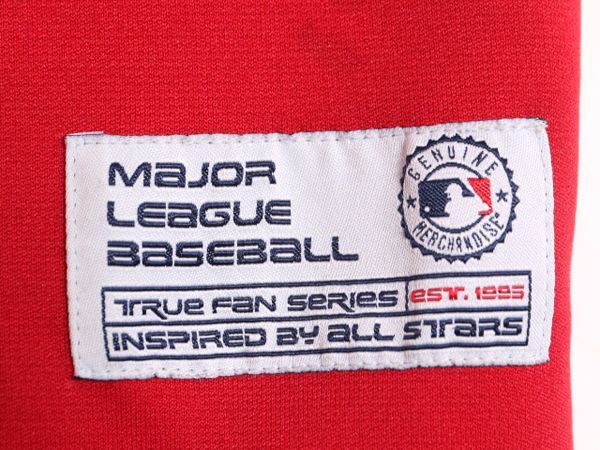 MAJOR
LEAGUE
BASEBALL
GENUINE
MERCHANDISE
TRUE FAN SERIES EST. 1995
INSPIRED BY ALL STARS